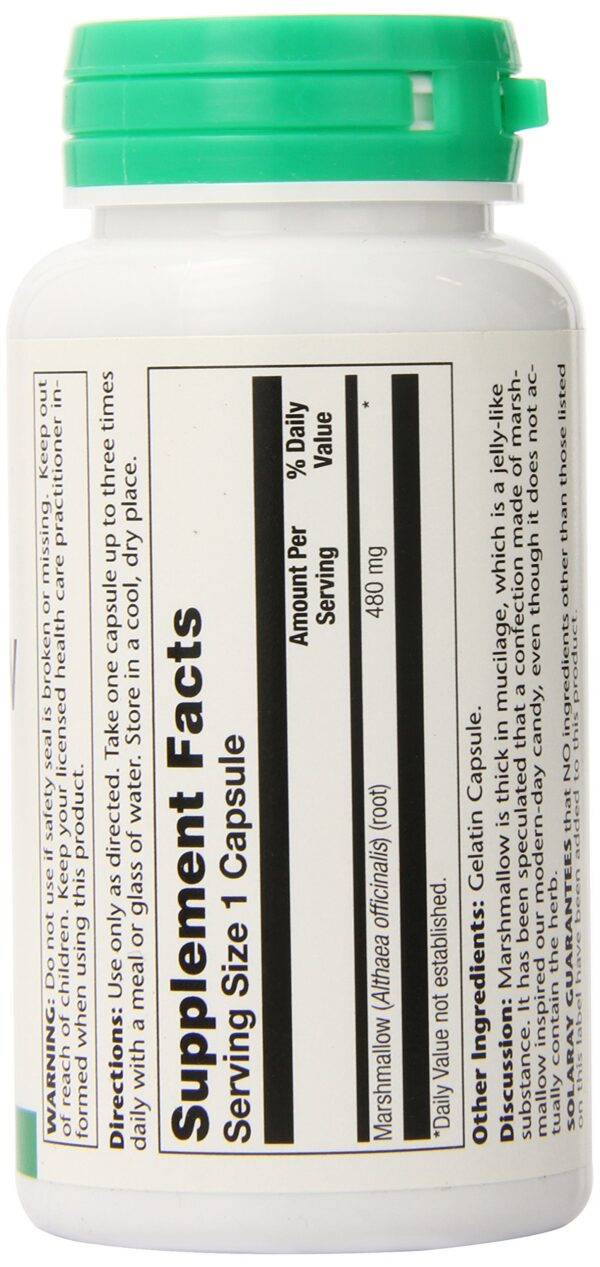 WARNING: Do not use if safety seal is broken or missing. Keep out
of reach of children. Keep your licensed health care practitioner in-
formed when using this product.
Directions: Use only as directed. Take one capsule up to three times
daily with a meal or glass of water. Store in a cool, dry place.
Supplement Facts
Serving Size 1 Capsule
Amount Per Serving % Daily Value
Marshmallow (Althaea officinalis) (root) 480 mg *
*Daily Value not established.
Other Ingredients: Gelatin Capsule.
Discussion: Marshmallow is thick in mucilage, which is a jelly-like
substance. It has been speculated that a confection made of marsh-
mallow inspired our modern-day candy, even though it does not ac-
tually contain the herb.
SOLARAY GUARANTEES that NO ingredients other than those listed
on this label have been added to this product.